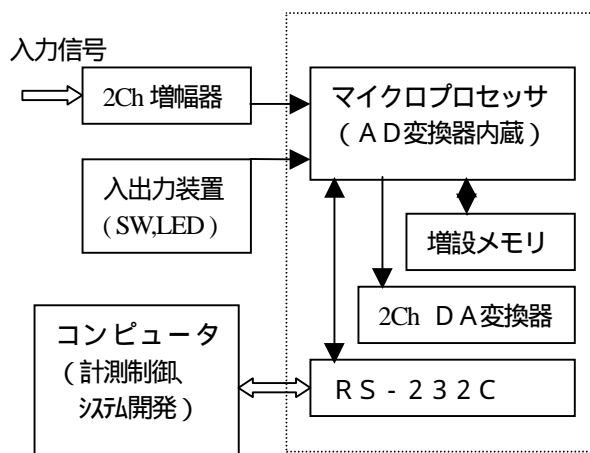 入力信号
2Ch 増幅器
マイクロプロセッサ
（ＡＤ変換器内蔵）
入出力装置
（SW,LED）
増設メモリ
2Ch ＤＡ変換器
コンピュータ
（計測制御、
ｼｽﾃﾑ開発）
ＲＳ-２３２Ｃ